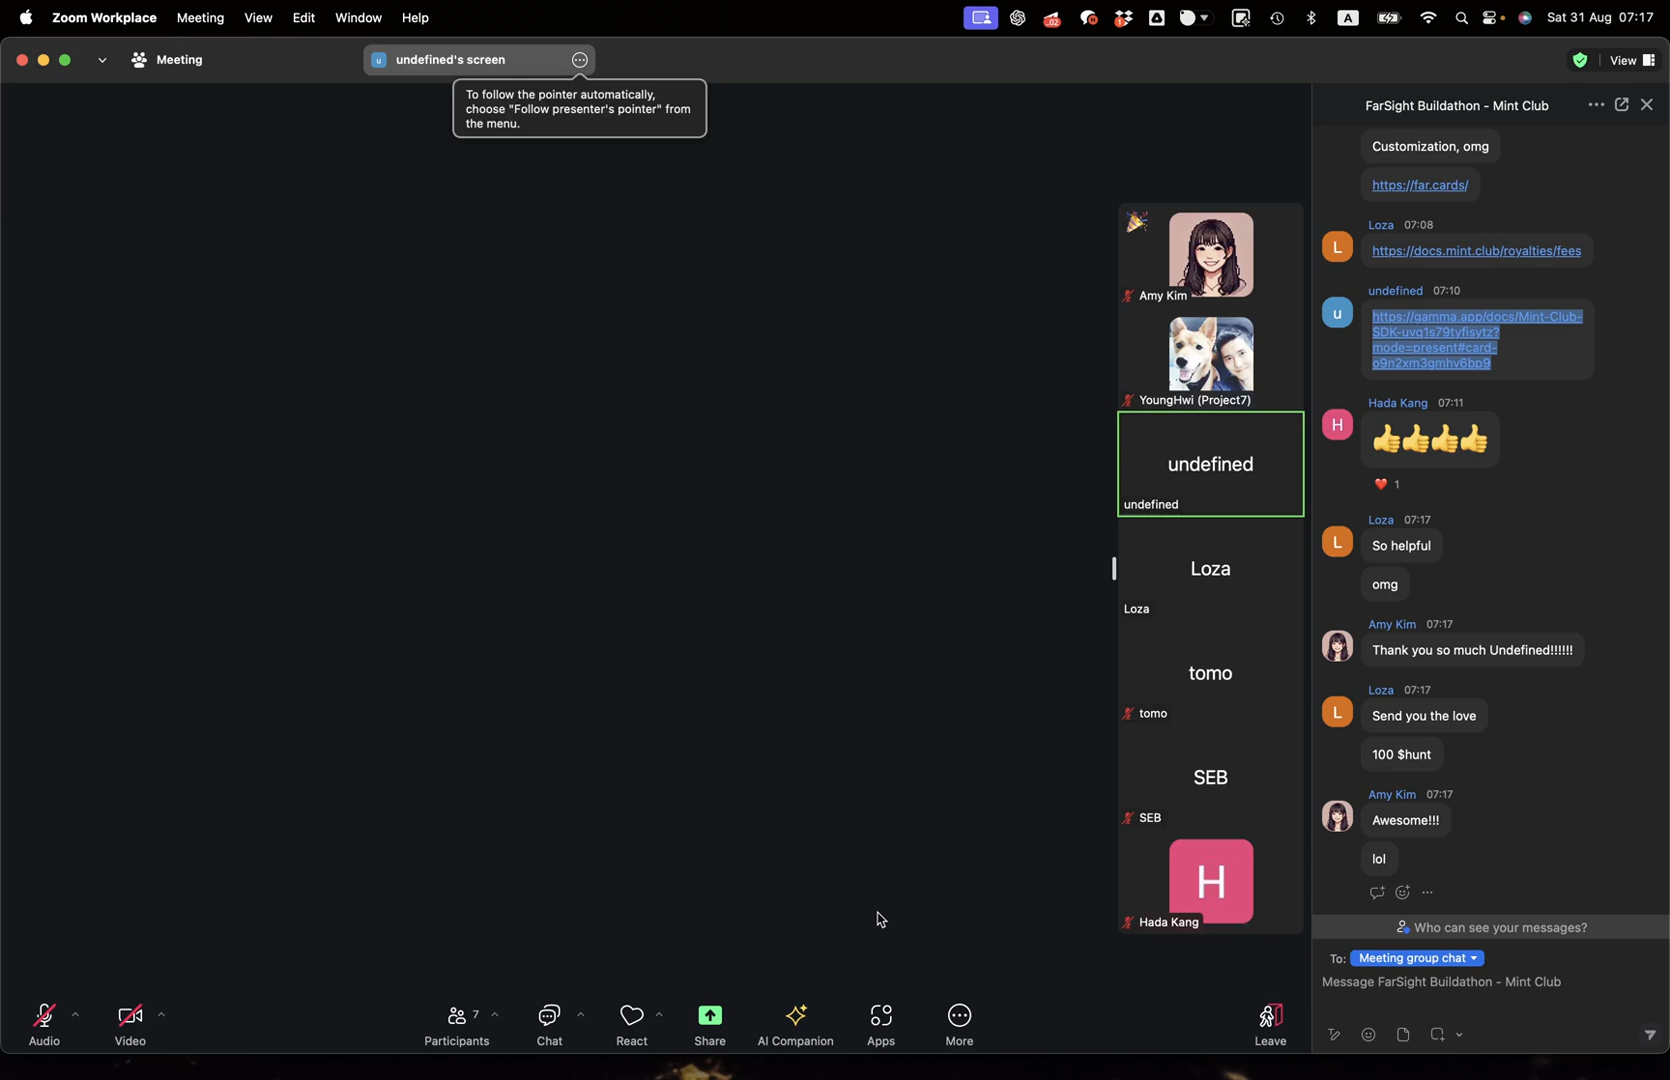 Zoom Workplace Meeting View Edit Window Help
A Sat 31 Aug 07:17
Meeting
u undefined's screen
View
To follow the pointer automatically,
choose "Follow presenter's pointer" from
the menu.
Amy Kim
YoungHwi (Project7)
undefined
undefined
Loza
Loza
tomo
tomo
SEB
SEB
H
Hada Kang
FarSight Buildathon - Mint Club
Customization, omg
https://far.cards/
Loza 07:08
L
https://docs.mint.club/royalties/fees
undefined 07:10
u
https://gamma.app/docs/Mint-Club-
SDK-uvq1s79tyfisytz?
mode=present#card-
o9n2xm3gmhv6bp9
Hada Kang 07:11
H
👍👍👍👍
❤️ 1
Loza 07:17
L
So helpful
omg
Amy Kim 07:17
Thank you so much Undefined!!!!!!
Loza 07:17
L
Send you the love
100 $hunt
Amy Kim 07:17
Awesome!!!
lol
Who can see your messages?
To: Meeting group chat
Message FarSight Buildathon - Mint Club
Audio
Video
7
Participants
Chat
React
Share
AI Companion
Apps
More
Leave